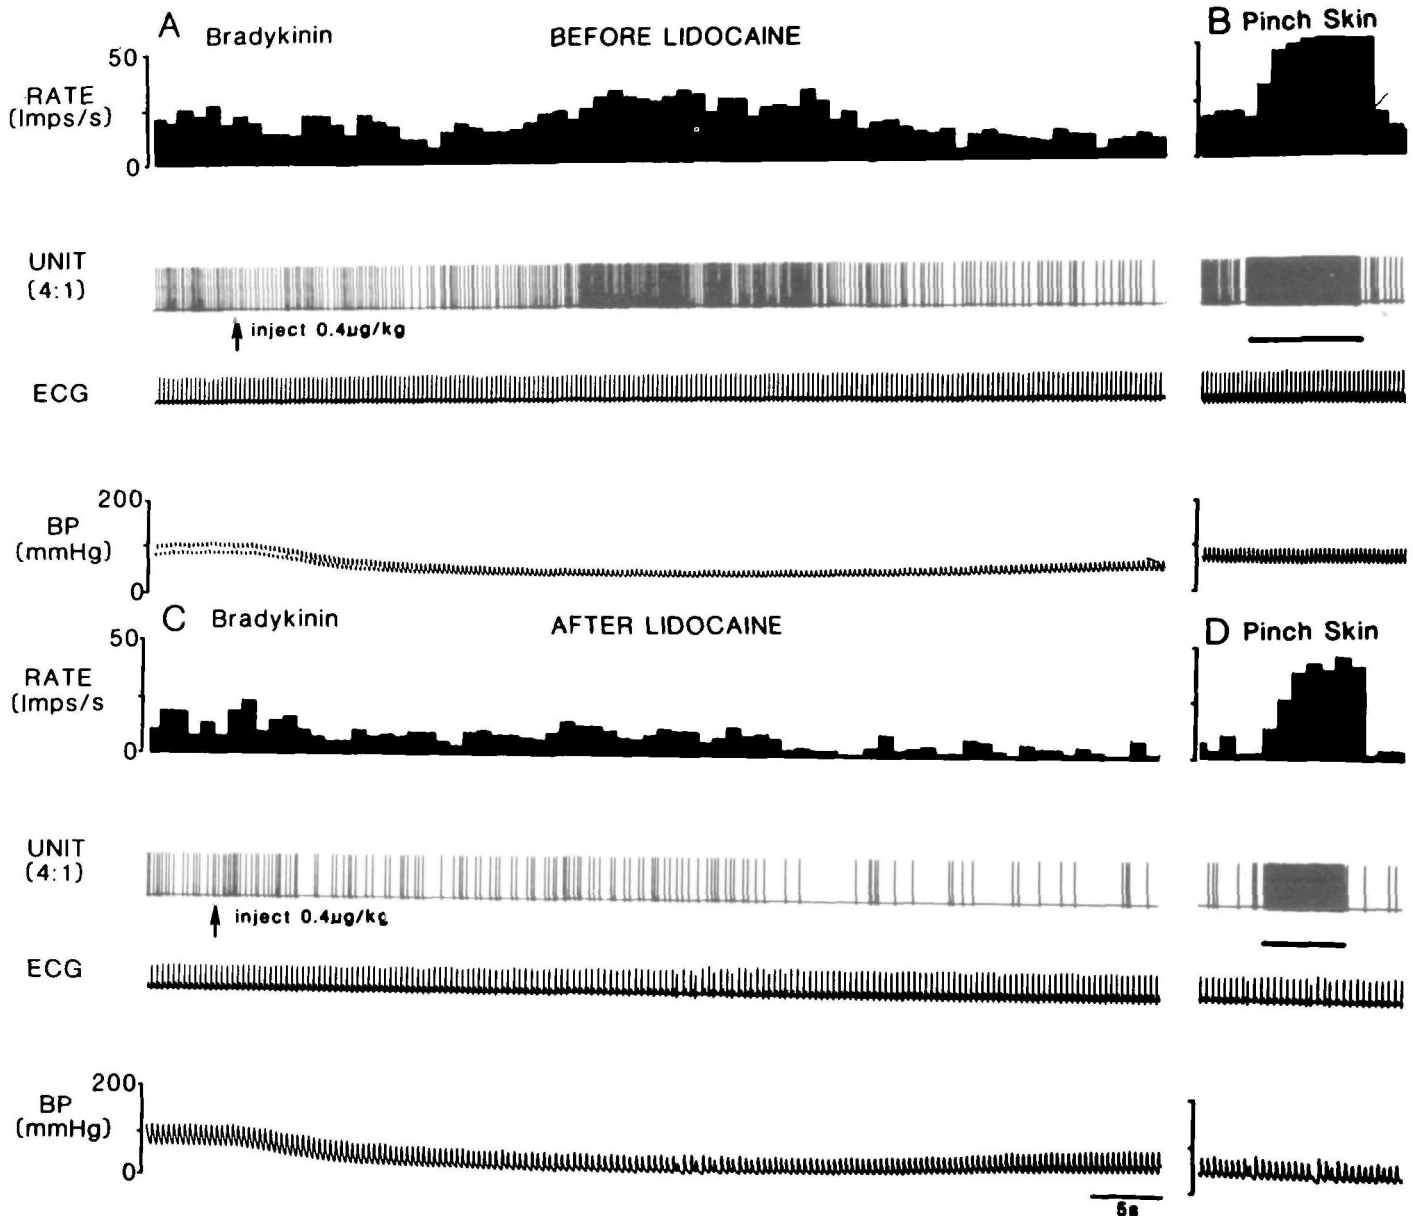 A Bradykinin BEFORE LIDOCAINE
B Pinch Skin
50
RATE
(Imps/s)
0
UNIT
(4:1)
inject 0.4µg/kg
ECG
200
BP
(mmHg)
0
C Bradykinin AFTER LIDOCAINE
D Pinch Skin
50
RATE
(Imps/s
0
UNIT
(4:1)
inject 0.4µg/kg
ECG
200
BP
(mmHg)
0
5s